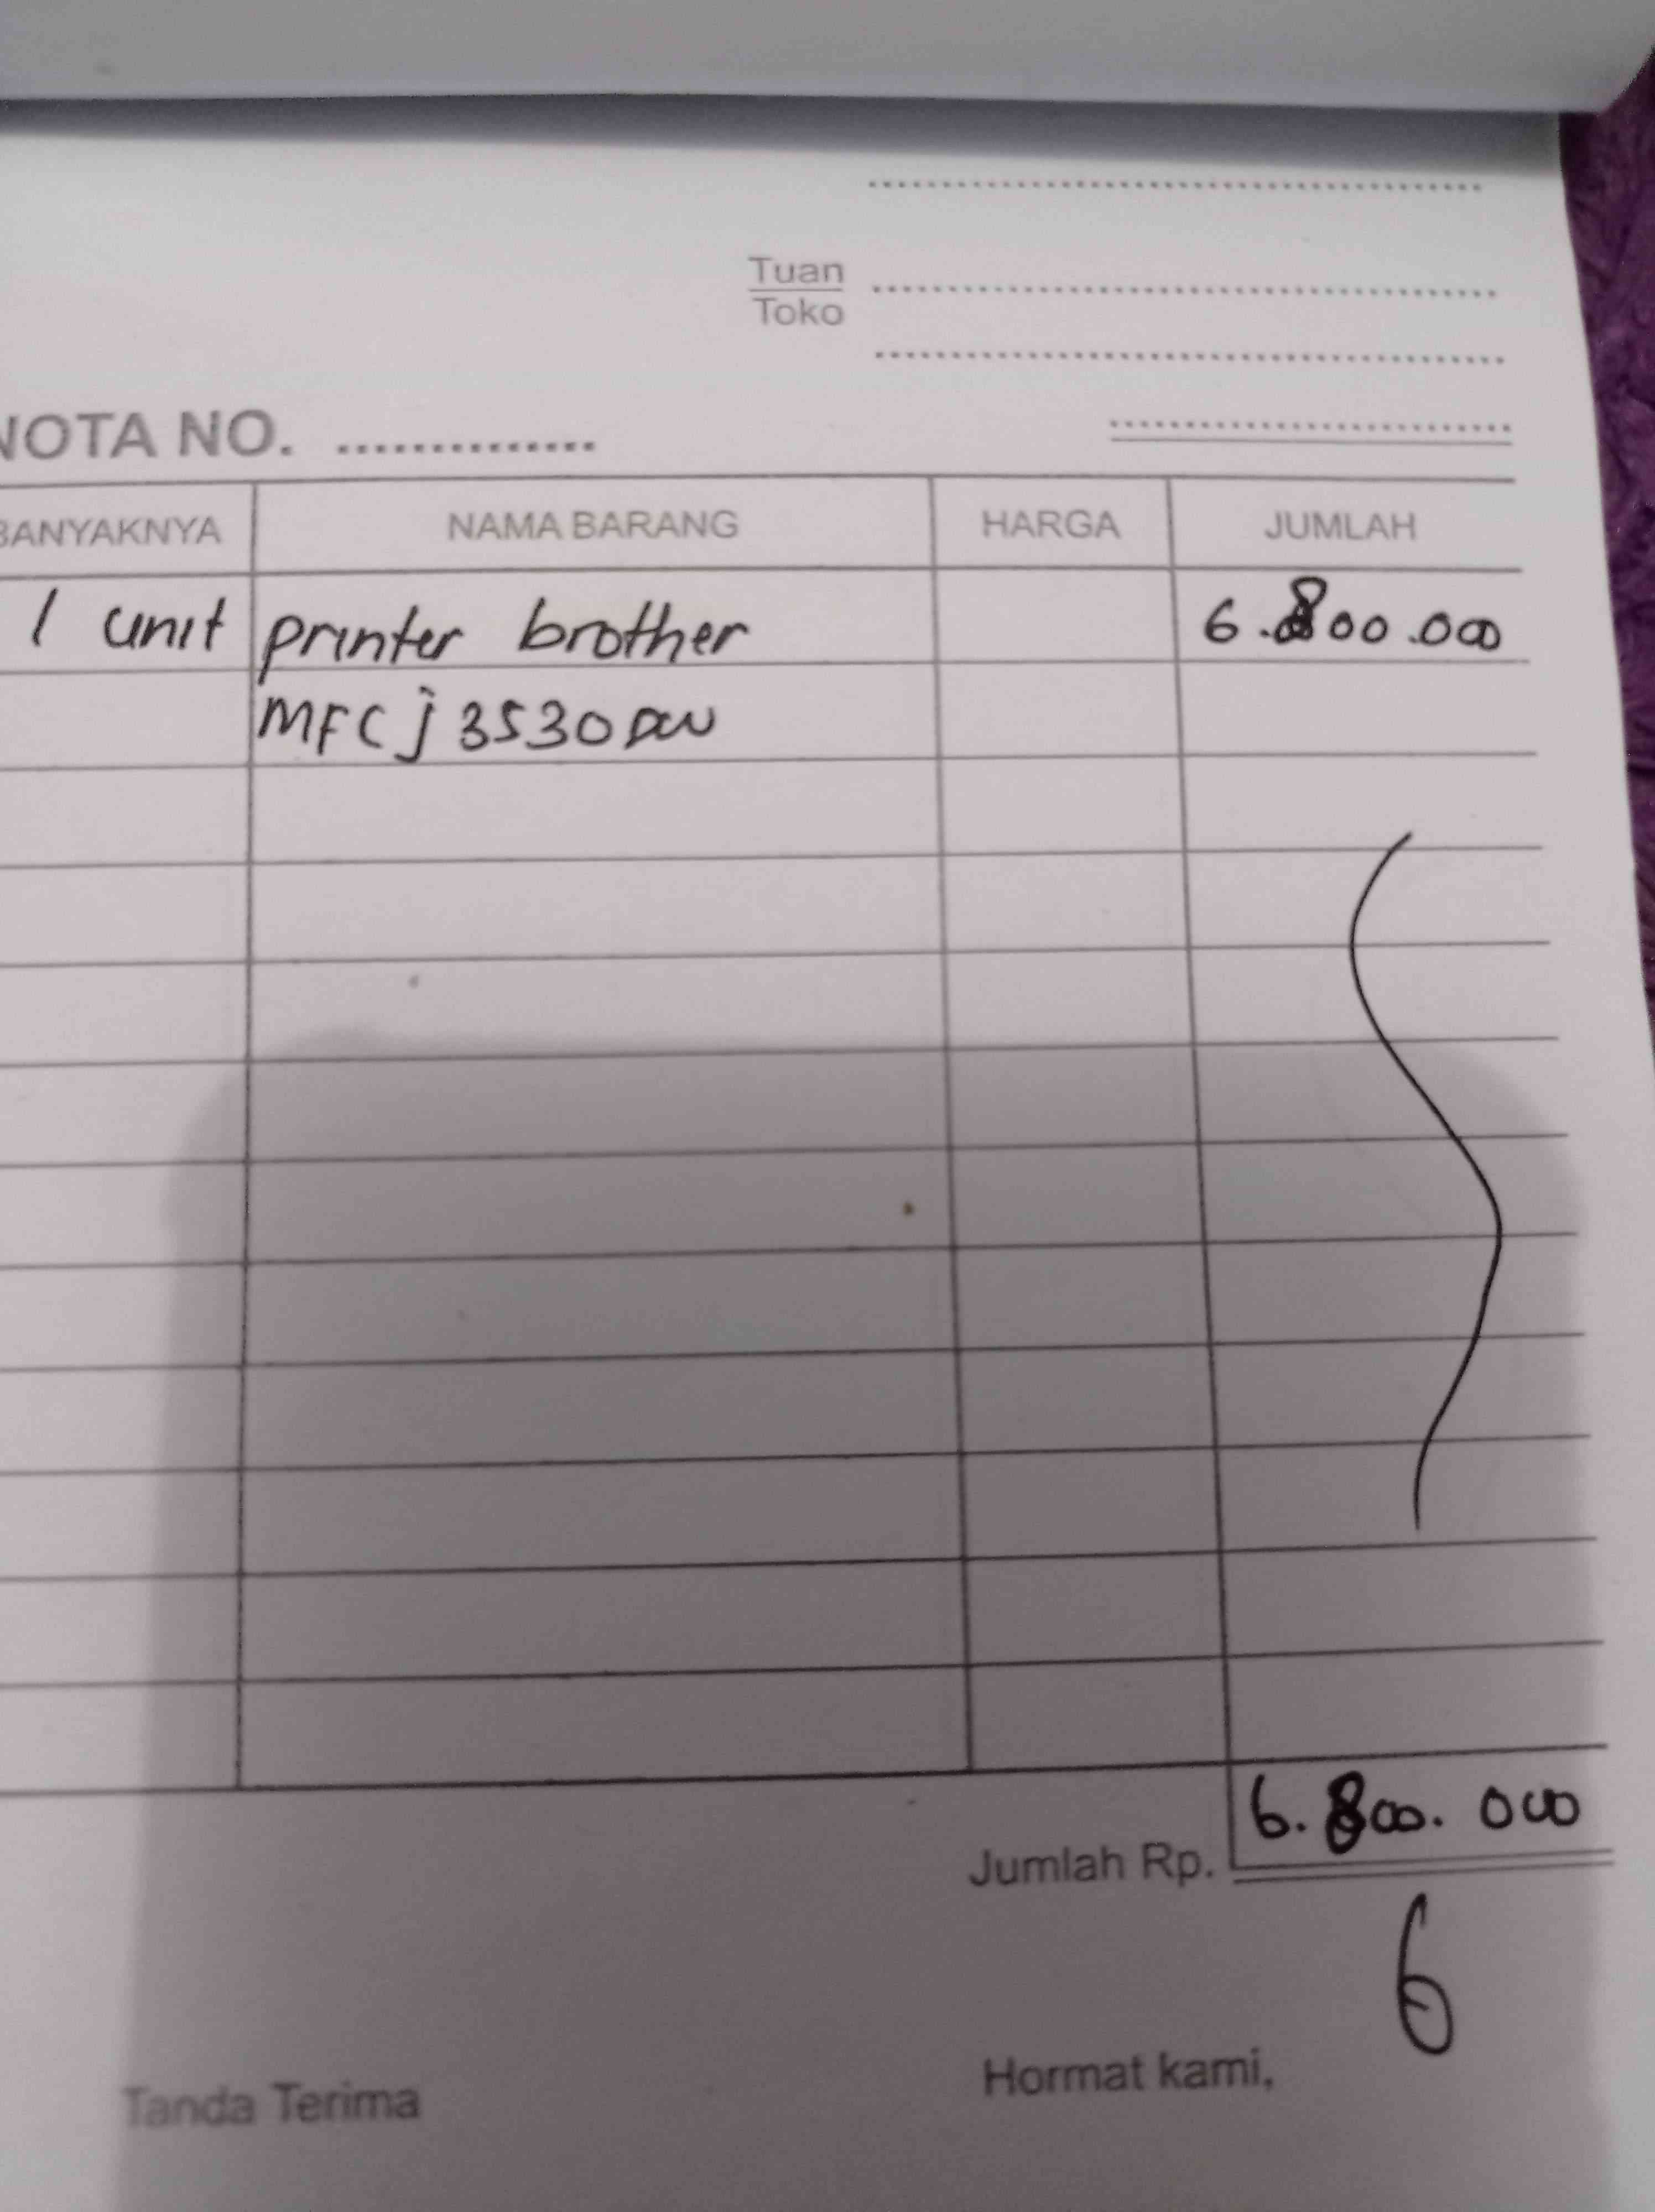 Tuan
Toko
NOTA NO.
BANYAKNYA NAMA BARANG HARGA JUMLAH
1 unit printer brother 6.800.000
MFC j 3530 DW
Jumlah Rp. 6.800.000
6
Tanda Terima Hormat kami,